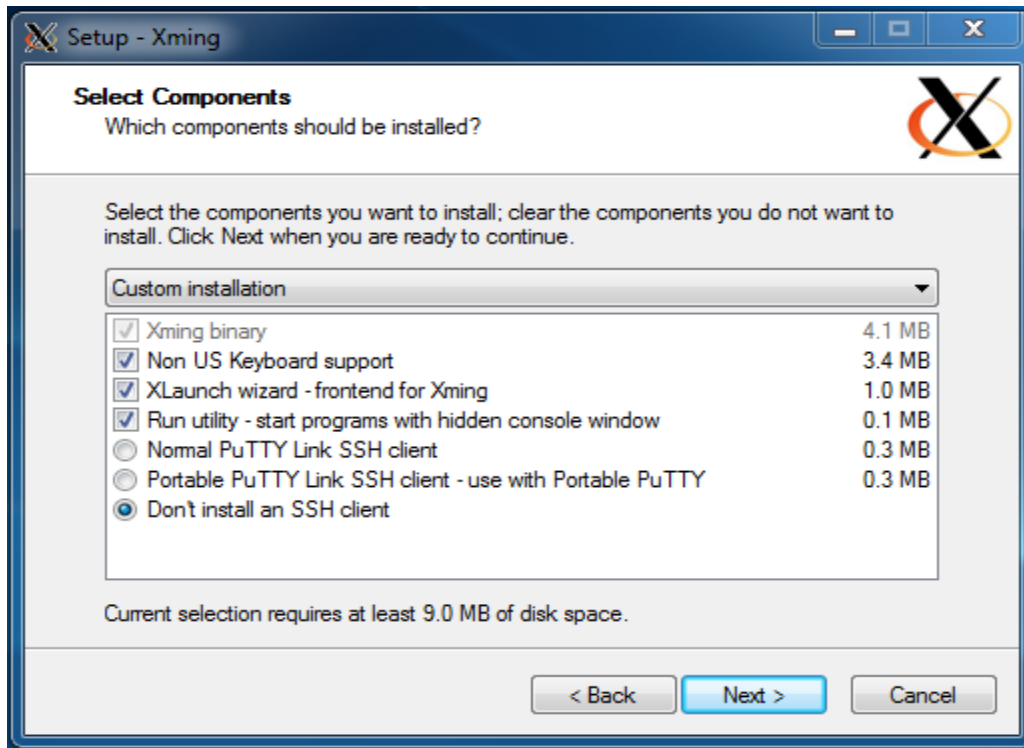 Setup - Xming
Select Components
Which components should be installed?
Select the components you want to install; clear the components you do not want to
install. Click Next when you are ready to continue.
Custom installation
Xming binary 4.1 MB
Non US Keyboard support 3.4 MB
XLaunch wizard - frontend for Xming 1.0 MB
Run utility - start programs with hidden console window 0.1 MB
Normal PuTTY Link SSH client 0.3 MB
Portable PuTTY Link SSH client - use with Portable PuTTY 0.3 MB
Don't install an SSH client
Current selection requires at least 9.0 MB of disk space.
< Back Next > Cancel